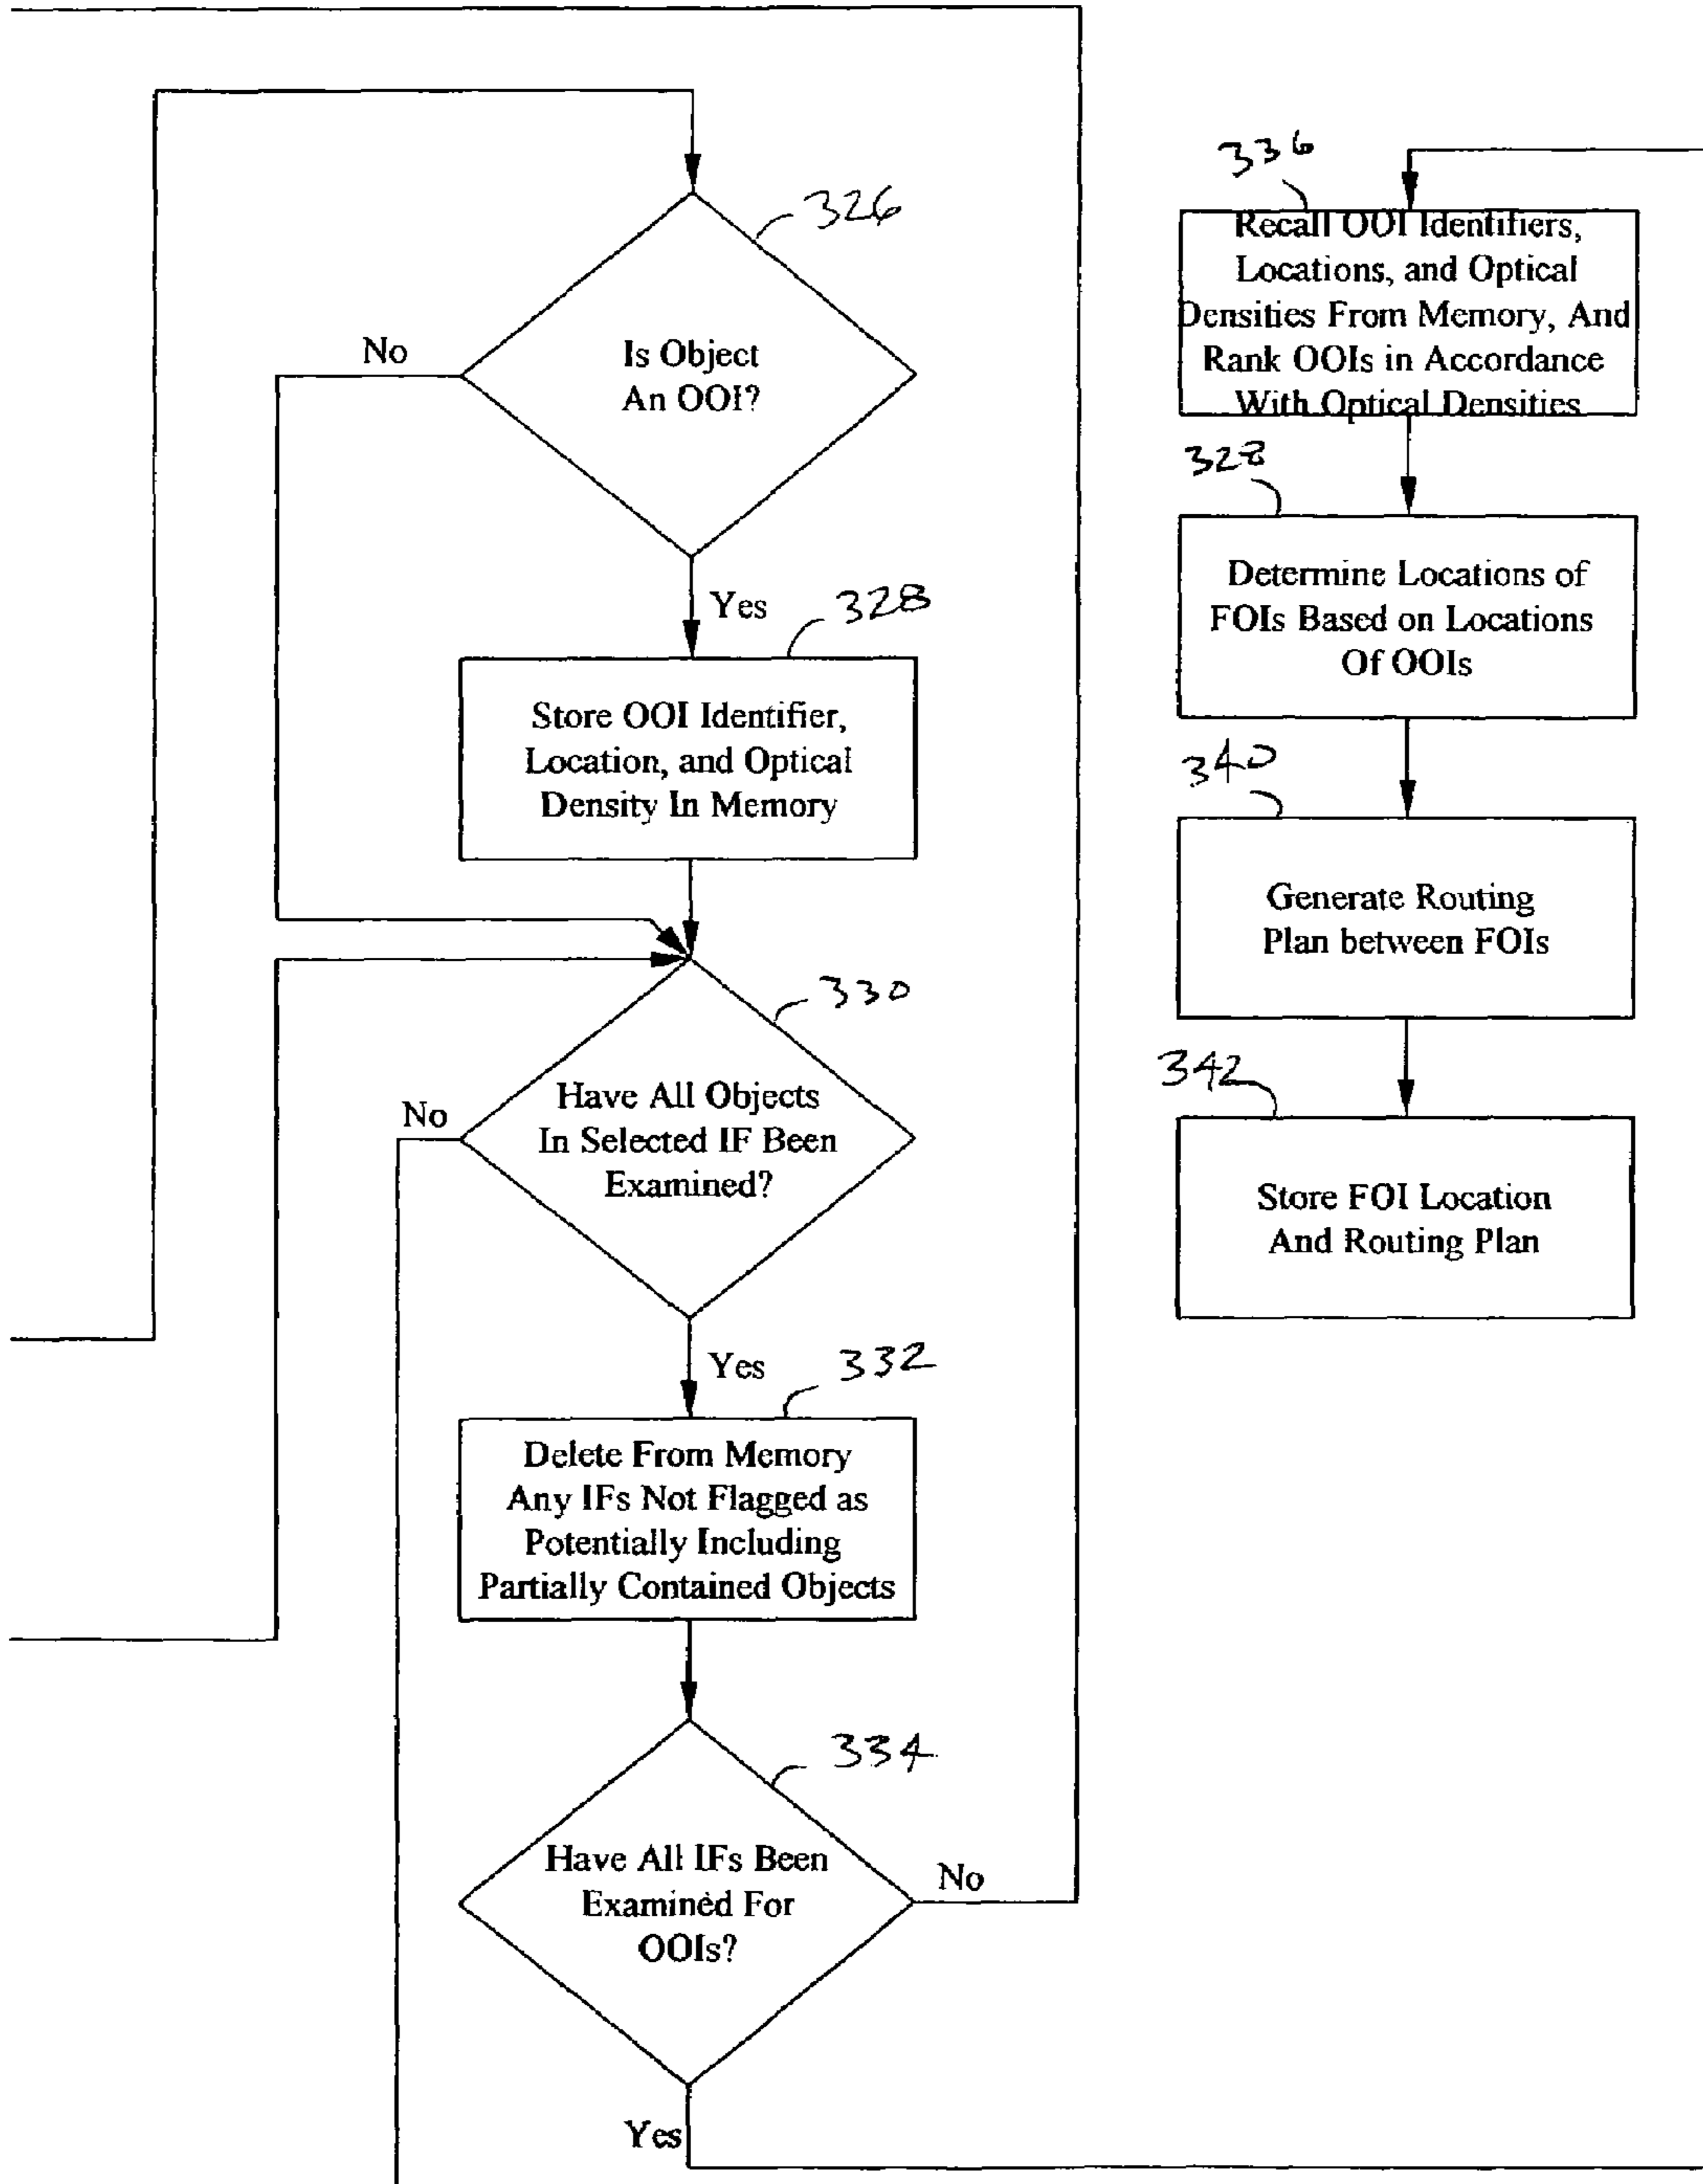 326
Is Object
An OOI?
No
Yes
328
Store OOI Identifier,
Location, and Optical
Density In Memory
330
Have All Objects
In Selected IF Been
Examined?
No
Yes
332
Delete From Memory
Any IFs Not Flagged as
Potentially Including
Partially Contained Objects
334
Have All IFs Been
Examined For
OOIs?
No
Yes
336
Recall OOI Identifiers,
Locations, and Optical
Densities From Memory, And
Rank OOIs in Accordance
With Optical Densities
328
Determine Locations of
FOIs Based on Locations
Of OOIs
340
Generate Routing
Plan between FOIs
342
Store FOI Location
And Routing Plan